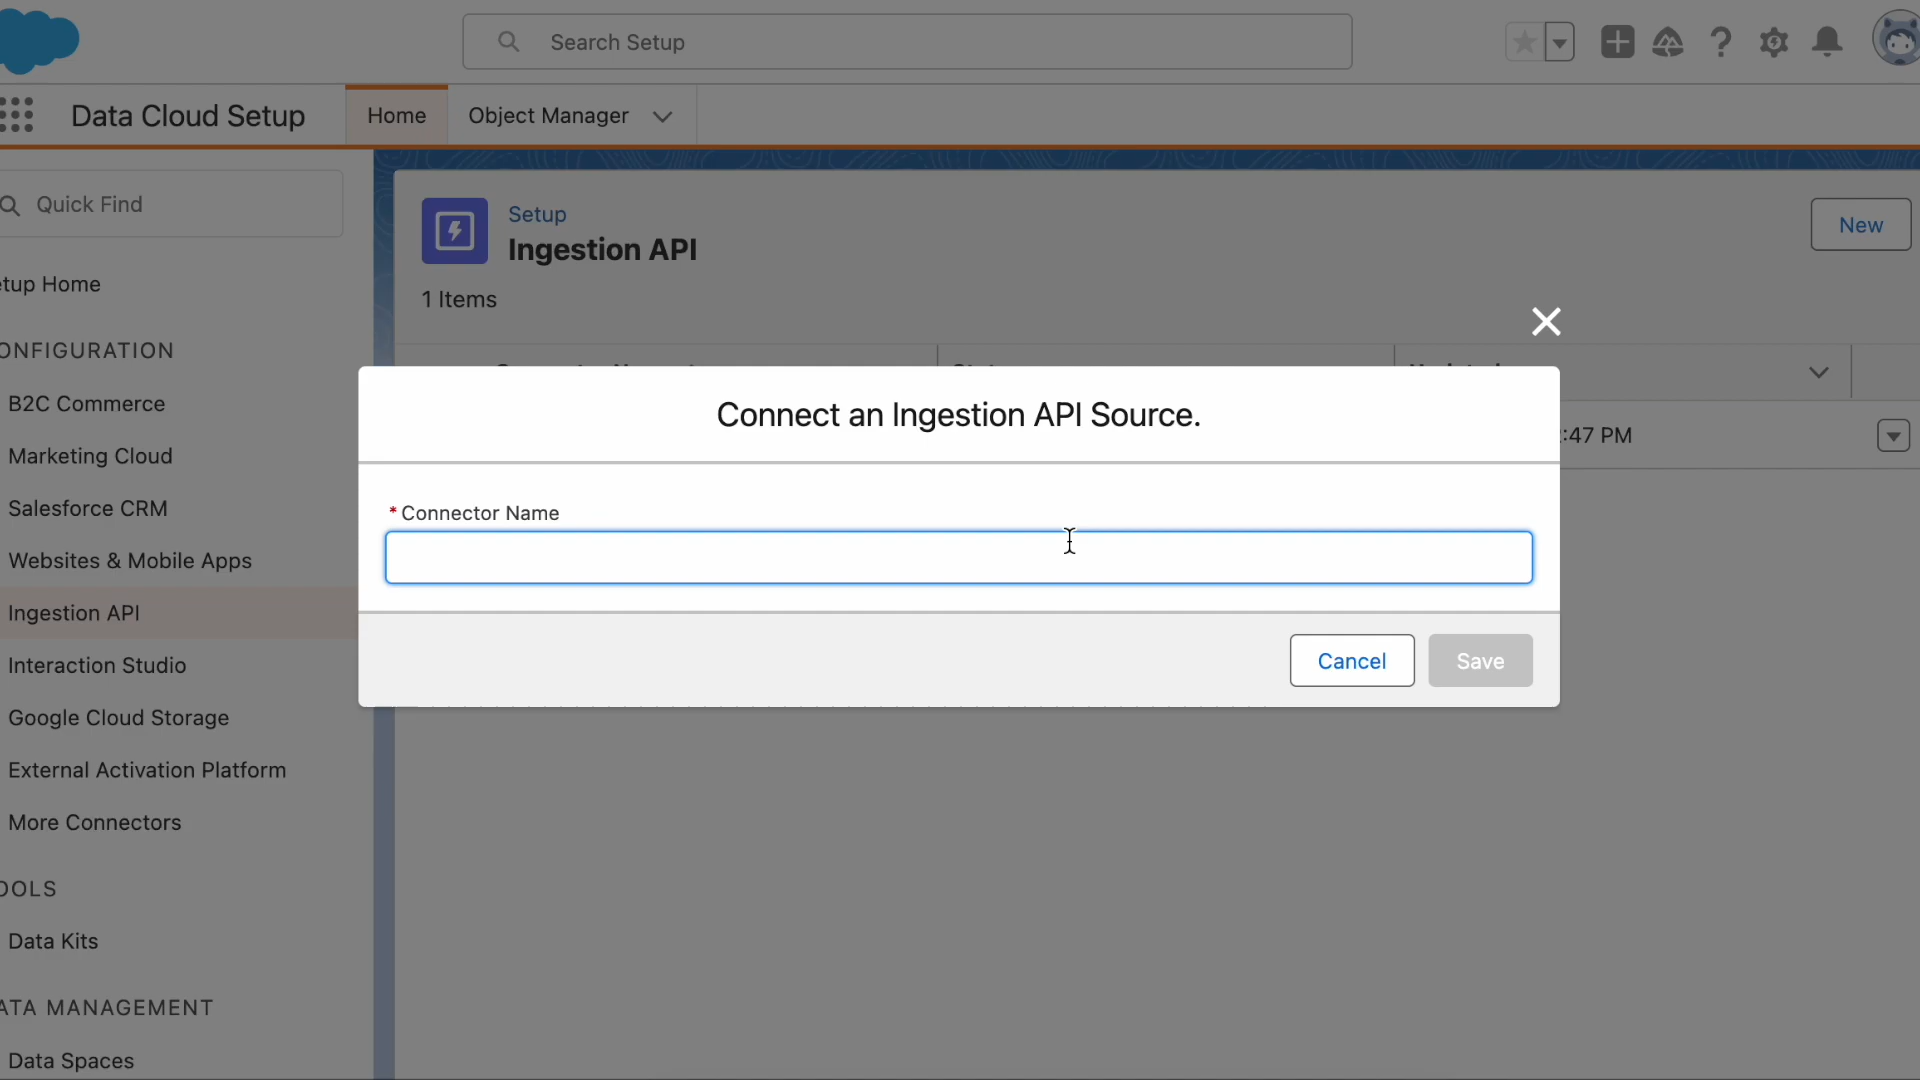 Search Setup
Data Cloud Setup
Home
Object Manager
Quick Find
Setup
Ingestion API
New
1 Items
etup Home
ONFIGURATION
B2C Commerce
Marketing Cloud
Salesforce CRM
Websites & Mobile Apps
Ingestion API
Interaction Studio
Google Cloud Storage
External Activation Platform
More Connectors
OOLS
Data Kits
ATA MANAGEMENT
Data Spaces
:47 PM
Connect an Ingestion API Source.
* Connector Name
Cancel
Save